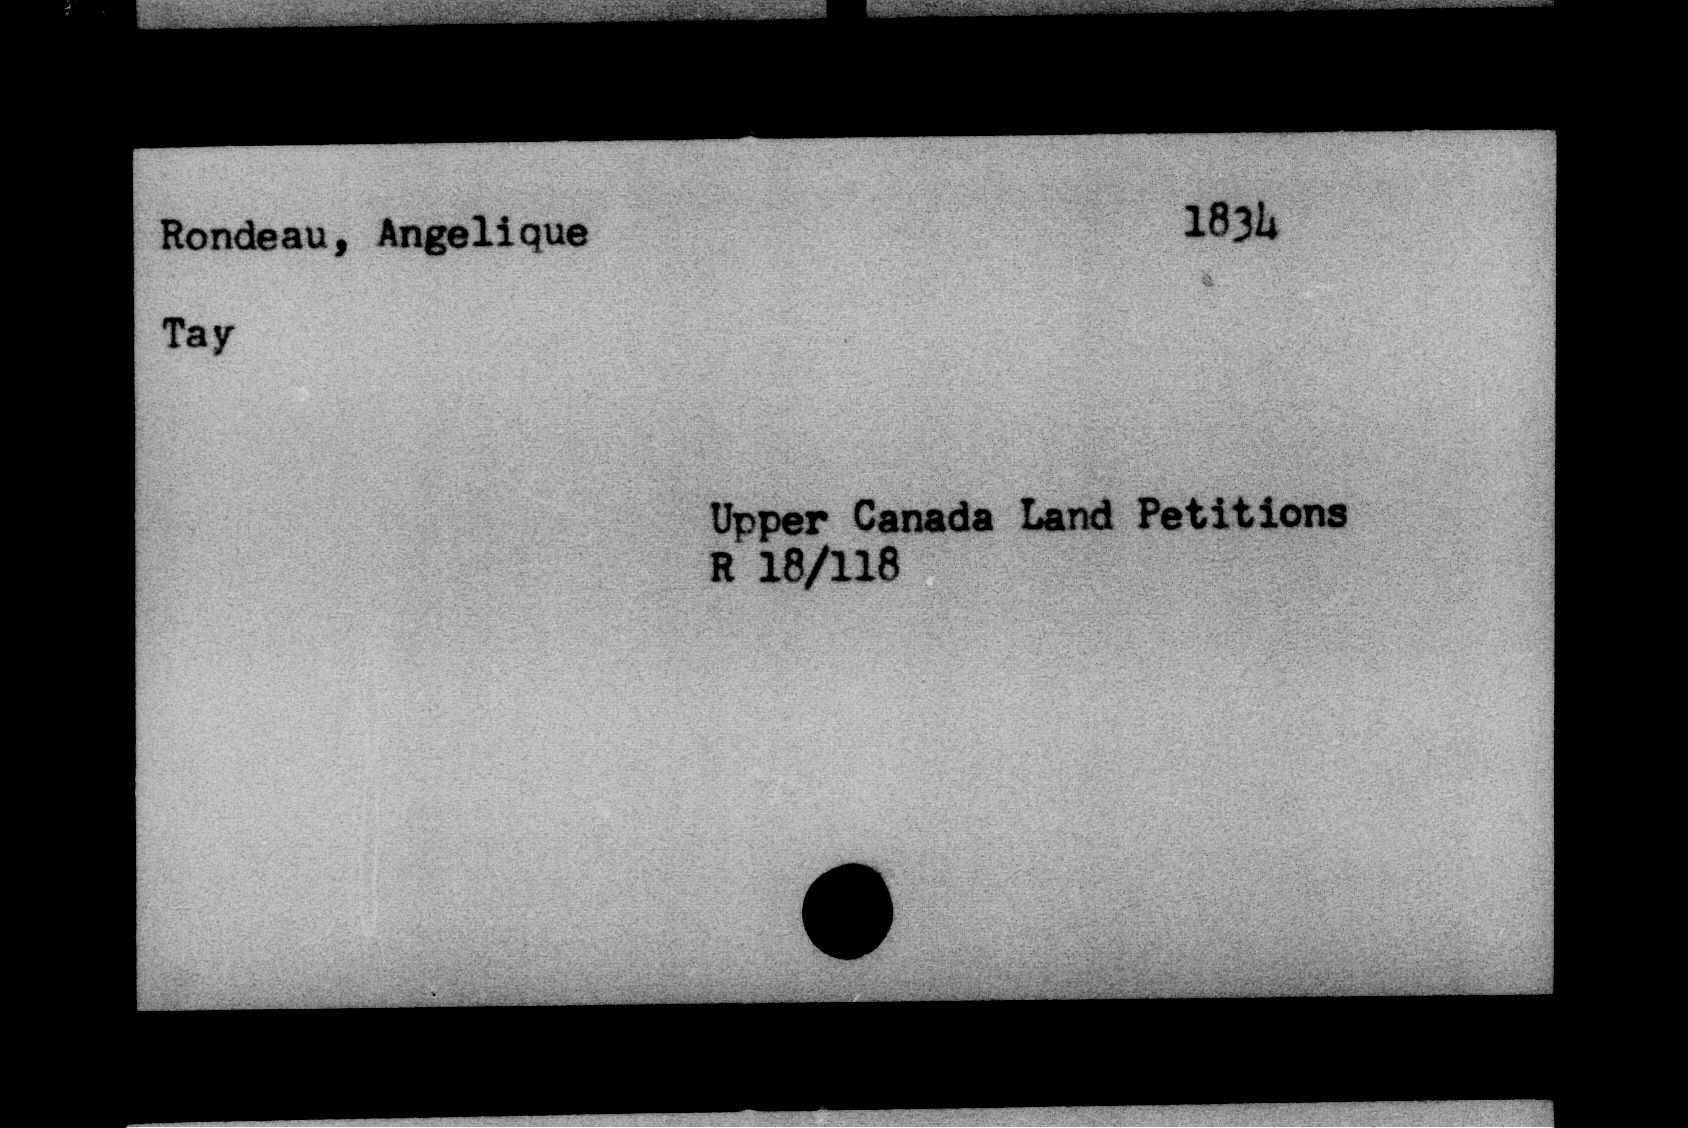 Rondeau, Angelique 1834
Tay
Upper Canada Land Petitions
R 18/118